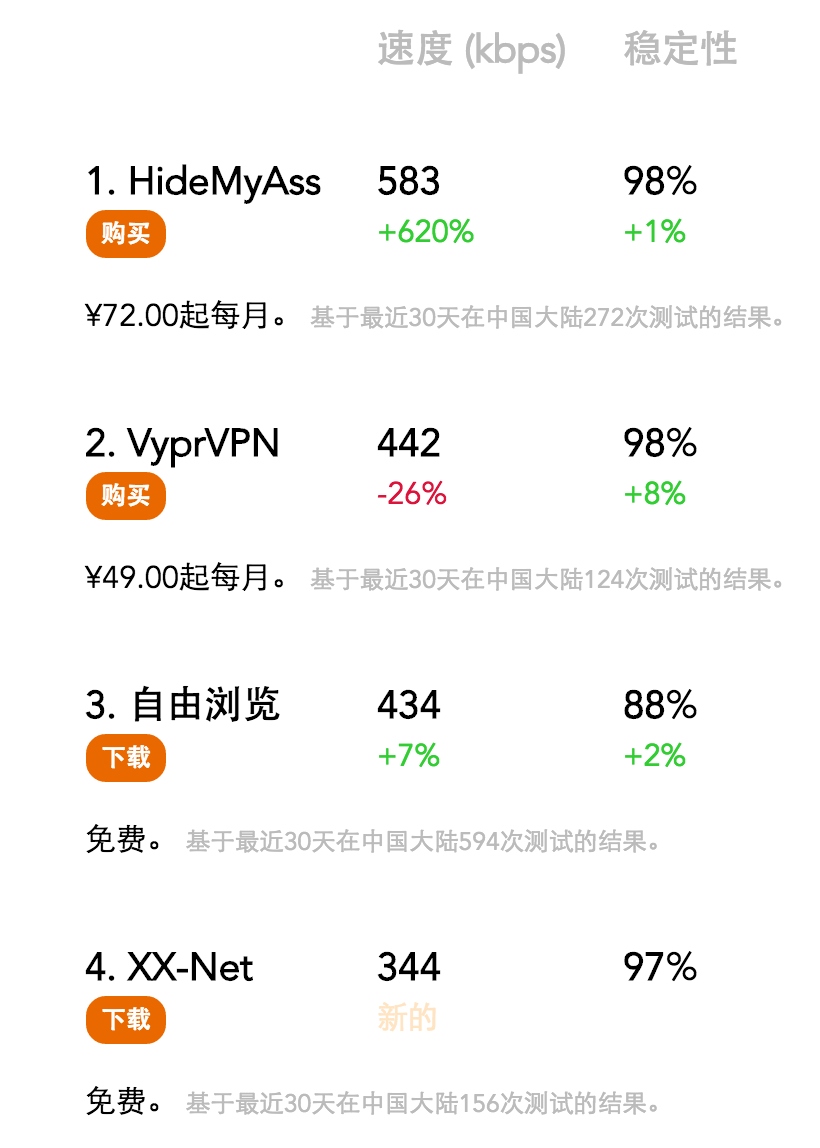 速度 (kbps) 稳定性
1. HideMyAss 583 98%
购买 +620% +1%
¥72.00起每月。 基于最近30天在中国大陆272次测试的结果。
2. VyprVPN 442 98%
购买 -26% +8%
¥49.00起每月。 基于最近30天在中国大陆124次测试的结果。
3. 自由浏览 434 88%
下载 +7% +2%
免费。 基于最近30天在中国大陆594次测试的结果。
4. XX-Net 344 97%
下载 新的
免费。 基于最近30天在中国大陆156次测试的结果。